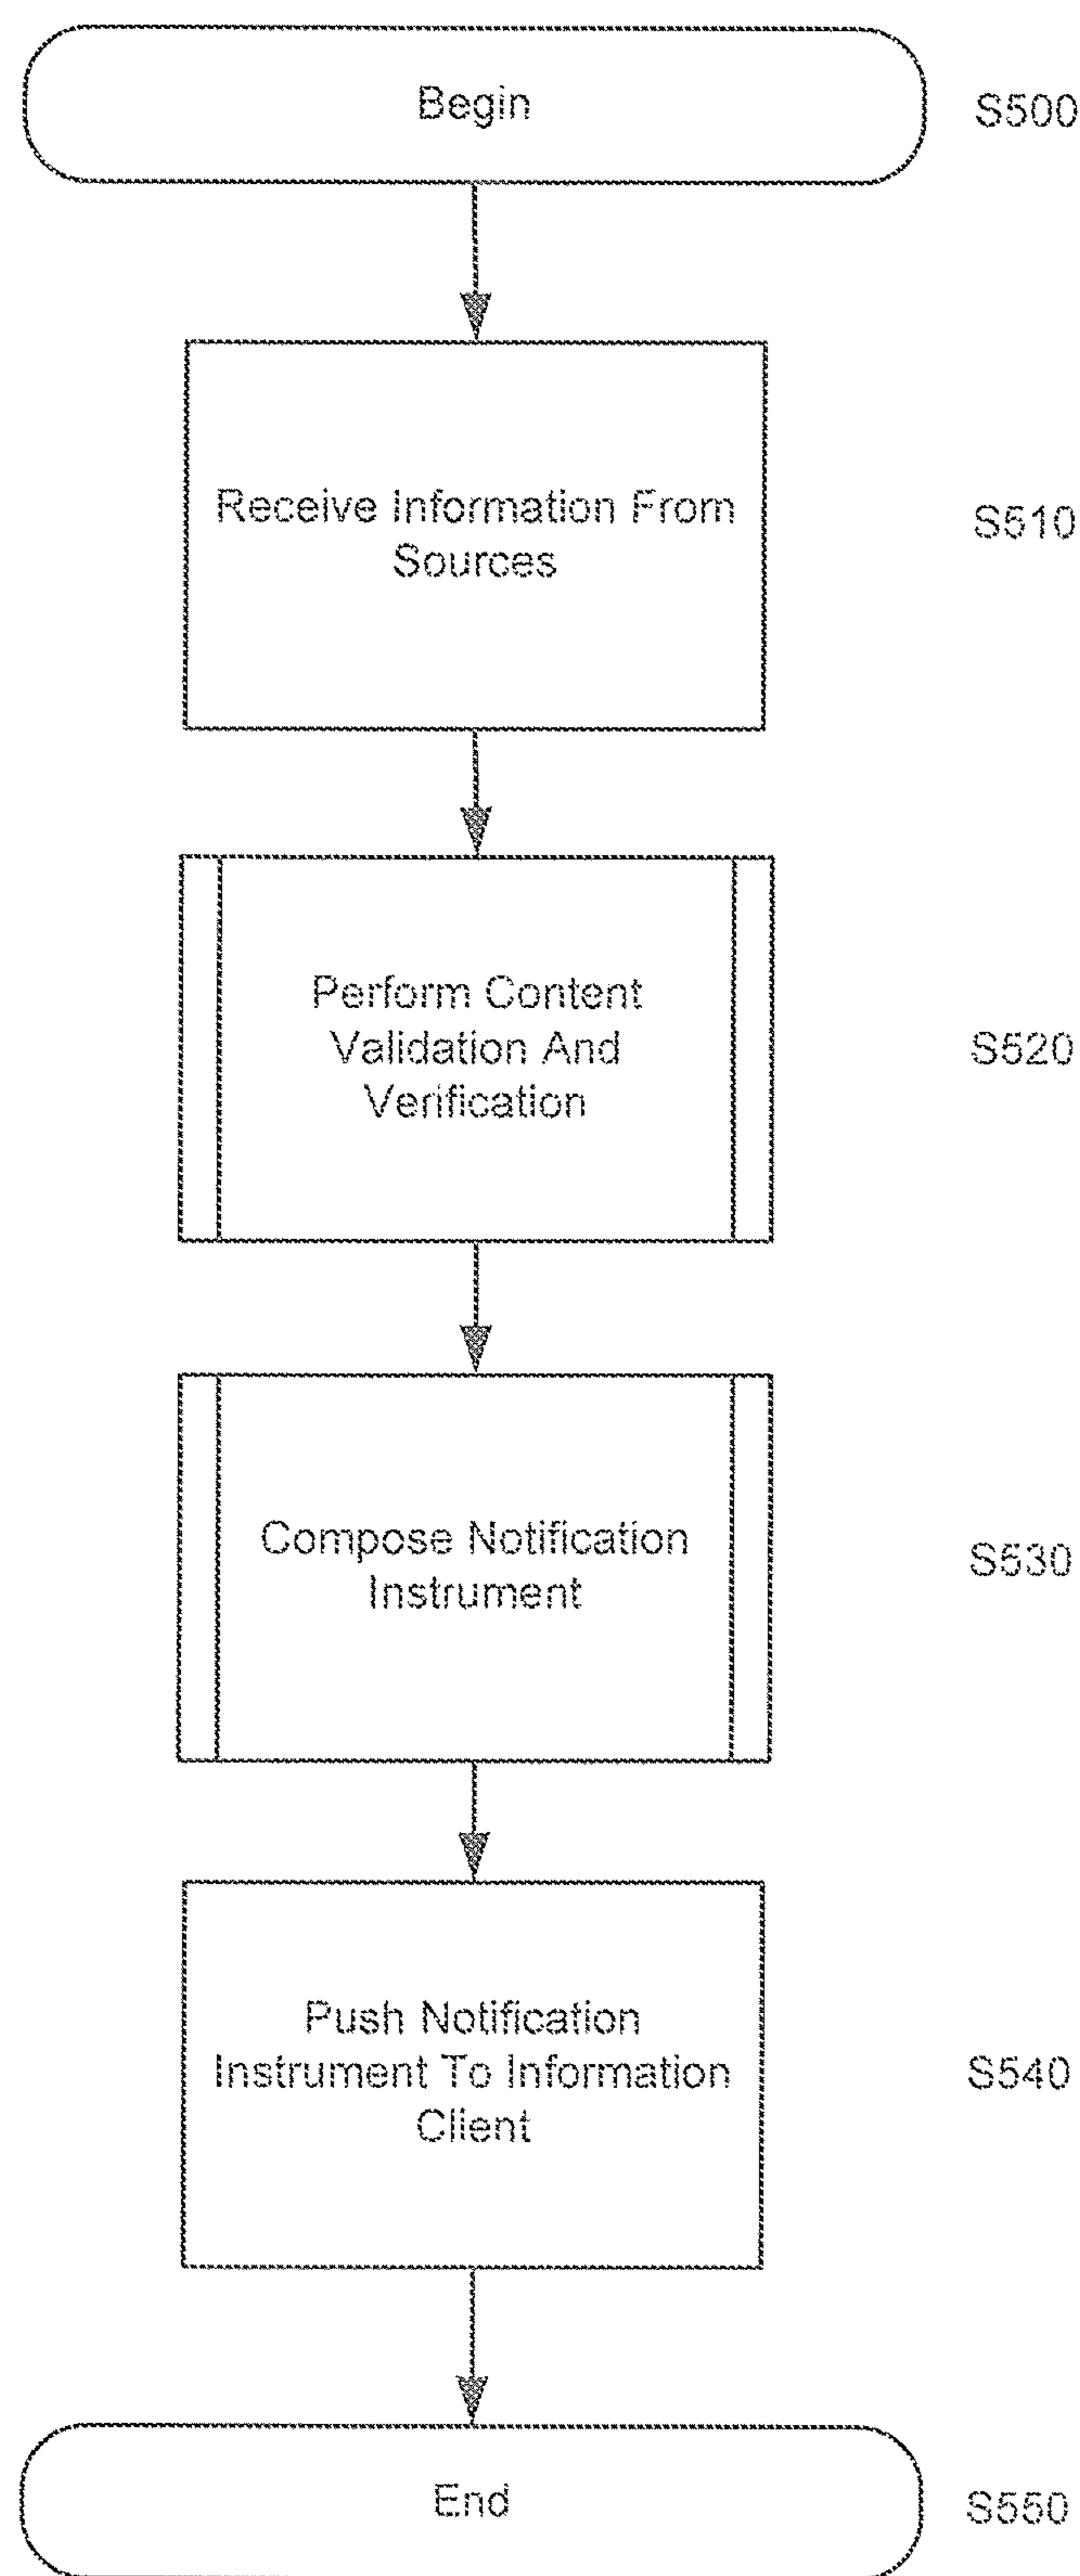 Begin
S500
Receive Information From
Sources
S510
Perform Content
Validation And
Verification
S520
Compose Notification
Instrument
S530
Push Notification
Instrument To Information
Client
S540
End
S550